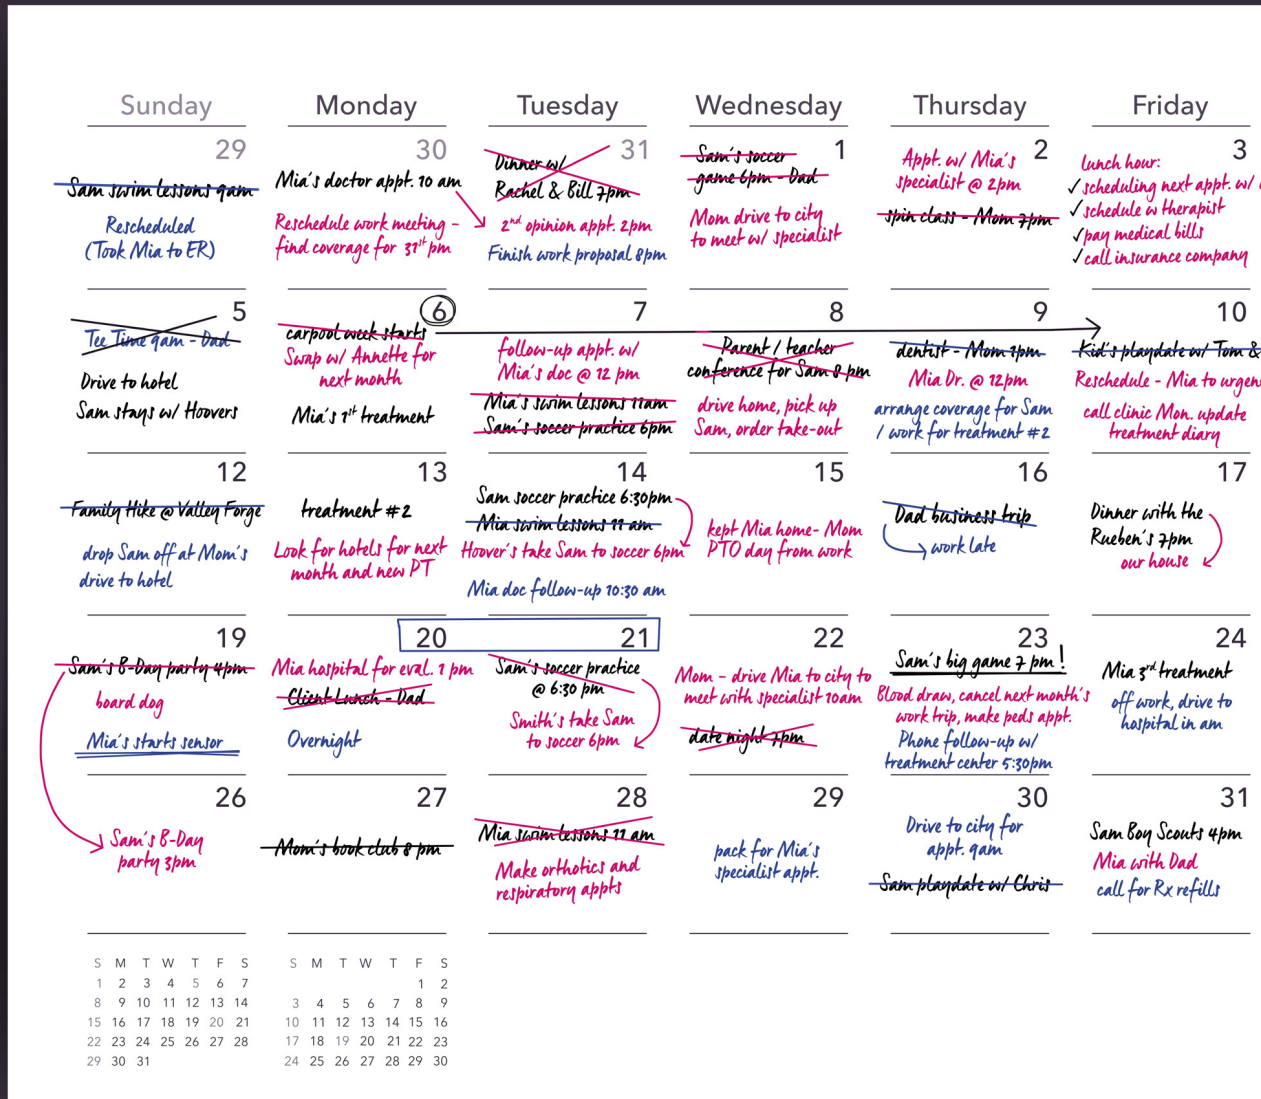 Sunday Monday Tuesday Wednesday Thursday Friday
29
Sam swim lessons 9am
Rescheduled
(Took Mia to ER)
30
Mia's doctor appt. 10 am
Reschedule work meeting -
find coverage for 31st pm
31
Dinner w/
Rachel & Bill 7pm
2nd opinion appt. 2pm
Finish work proposal 8pm
1
Sam's soccer
game 6pm - Dad
Mom drive to city
to meet w/ specialist
2
Appt. w/ Mia's
specialist @ 2pm
spin class - Mom 7pm
3
lunch hour:
✓ scheduling next appt. w/
✓ schedule w therapist
✓ pay medical bills
✓ call insurance company
5
Tee Time 9am - Dad
Drive to hotel
Sam stays w/ Hoovers
6
carpool week starts
Swap w/ Annette for
next month
Mia's 1st treatment
7
follow-up appt. w/
Mia's doc @ 12 pm
Mia's swim lessons 11am
Sam's soccer practice 6pm
8
Parent / teacher
conference for Sam 8 pm
drive home, pick up
Sam, order take-out
9
dentist - Mom 1pm
Mia Dr. @ 12pm
arrange coverage for Sam
/ work for treatment #2
10
Kid's playdate w/ Tom &
Reschedule - Mia to urgen
call clinic Mon. update
treatment diary
12
Family Hike @ Valley Forge
drop Sam off at Mom's
drive to hotel
13
treatment #2
Look for hotels for next
month and new PT
14
Sam soccer practice 6:30pm
Mia swim lessons 11 am
Hoover's take Sam to soccer 6pm
Mia doc follow-up 10:30 am
15
kept Mia home- Mom
PTO day from work
16
Dad business trip
work late
17
Dinner with the
Rueben's 7pm
our house
19
Sam's B-Day party 4pm
board dog
Mia's starts sensor
20
Mia hospital for eval. 1 pm
Client Lunch - Dad
Overnight
21
Sam's soccer practice
@ 6:30 pm
Smith's take Sam
to soccer 6pm
22
Mom - drive Mia to city to
meet with specialist 10am
date night 7pm
23
Sam's big game 7 pm!
Blood draw, cancel next month's
work trip, make peds appt.
Phone follow-up w/
treatment center 5:30pm
24
Mia 3rd treatment
off work, drive to
hospital in am
26
Sam's B-Day
party 3pm
27
Mom's book club 8 pm
28
Mia swim lessons 11 am
Make orthotics and
respiratory appts
29
pack for Mia's
specialist appt.
30
Drive to city for
appt. 9am
Sam playdate w/ Chris
31
Sam Boy Scouts 4pm
Mia with Dad
call for Rx refills
S M T W T F S
1 2 3 4 5 6 7
8 9 10 11 12 13 14
15 16 17 18 19 20 21
22 23 24 25 26 27 28
29 30 31
S M T W T F S
1 2
3 4 5 6 7 8 9
10 11 12 13 14 15 16
17 18 19 20 21 22 23
24 25 26 27 28 29 30